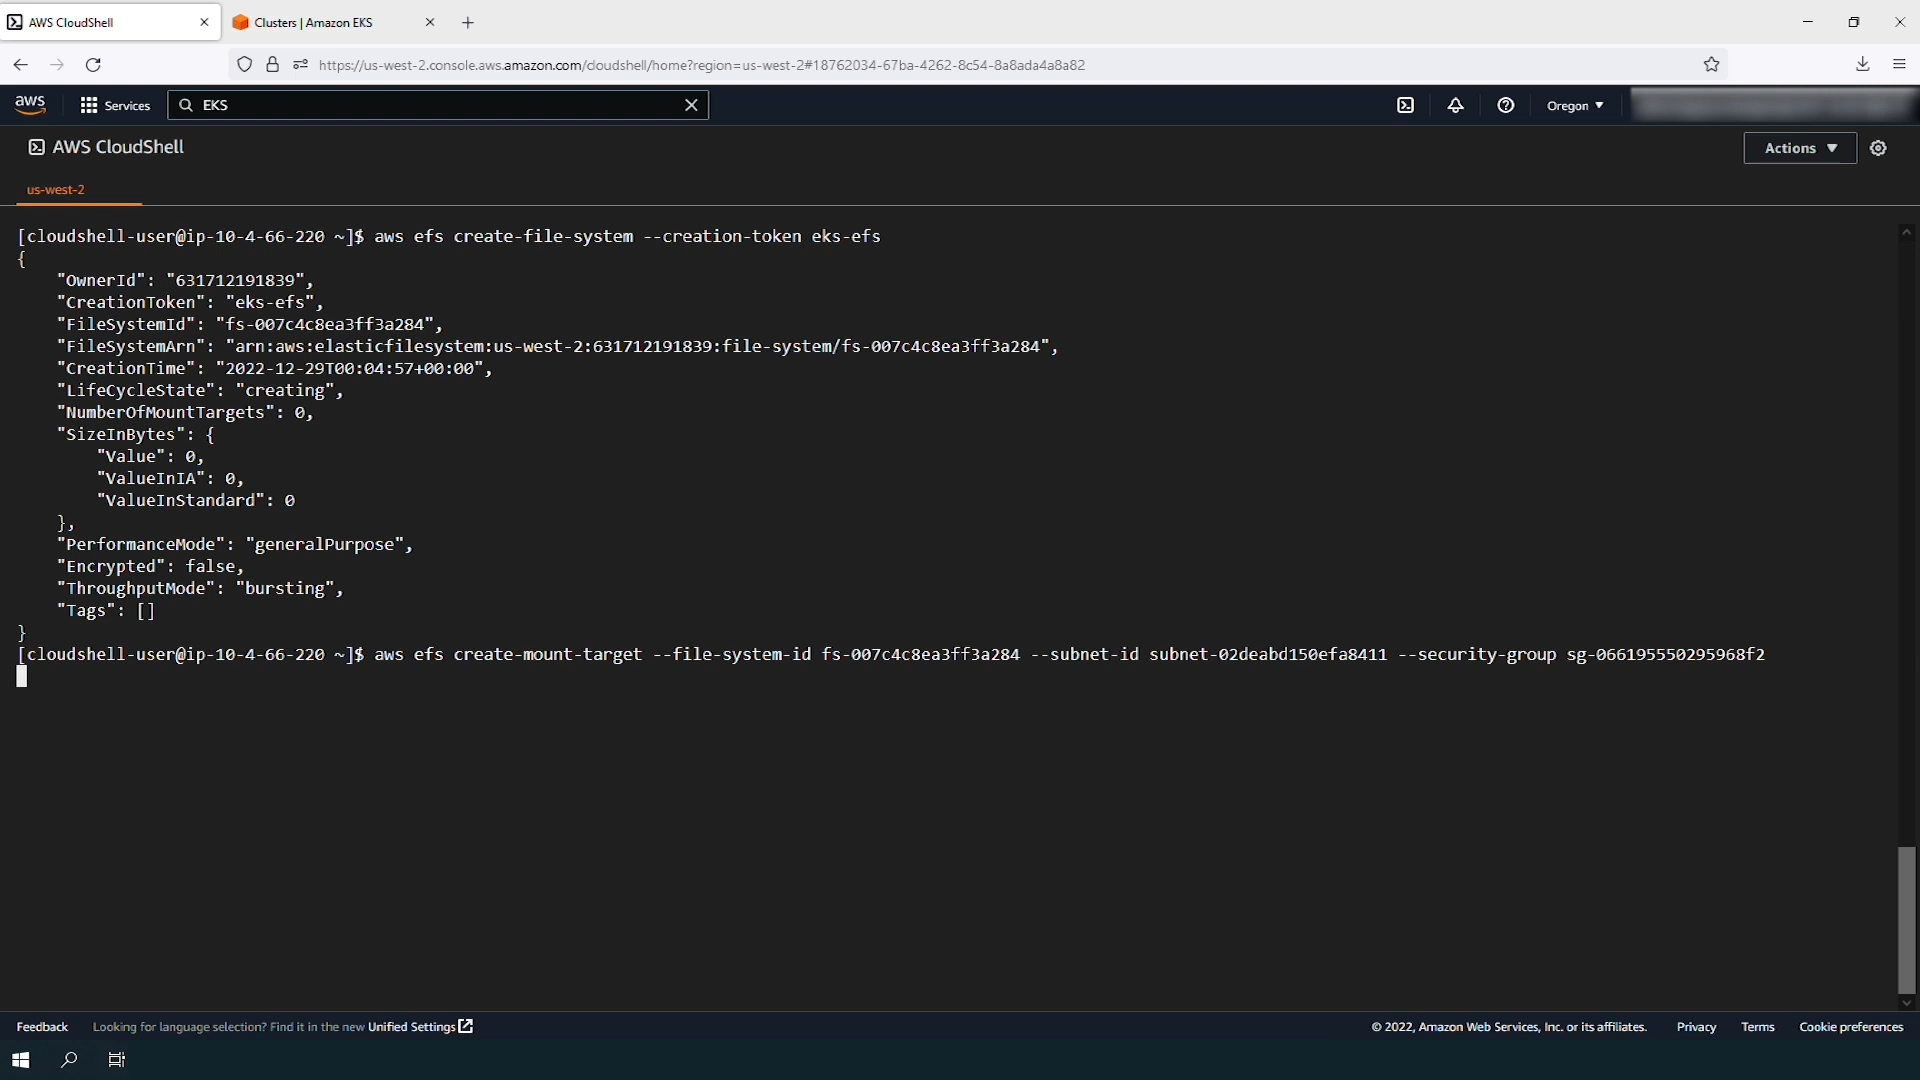 AWS CloudShell
Clusters | Amazon EKS
https://us-west-2.console.aws.amazon.com/cloudshell/home?region=us-west-2#18762034-67ba-4262-8c54-8a8ada4a8a82
aws
Services
EKS
Oregon
AWS CloudShell
Actions
us-west-2
[cloudshell-user@ip-10-4-66-220 ~]$ aws efs create-file-system --creation-token eks-efs
{
"OwnerId": "631712191839",
"CreationToken": "eks-efs",
"FileSystemId": "fs-007c4c8ea3ff3a284",
"FileSystemArn": "arn:aws:elasticfilesystem:us-west-2:631712191839:file-system/fs-007c4c8ea3ff3a284",
"CreationTime": "2022-12-29T00:04:57+00:00",
"LifeCycleState": "creating",
"NumberOfMountTargets": 0,
"SizeInBytes": {
"Value": 0,
"ValueInIA": 0,
"ValueInStandard": 0
},
"PerformanceMode": "generalPurpose",
"Encrypted": false,
"ThroughputMode": "bursting",
"Tags": []
}
[cloudshell-user@ip-10-4-66-220 ~]$ aws efs create-mount-target --file-system-id fs-007c4c8ea3ff3a284 --subnet-id subnet-02deabd150efa8411 --security-group sg-066195550295968f2
Feedback
Looking for language selection? Find it in the new Unified Settings
© 2022, Amazon Web Services, Inc. or its affiliates.
Privacy
Terms
Cookie preferences